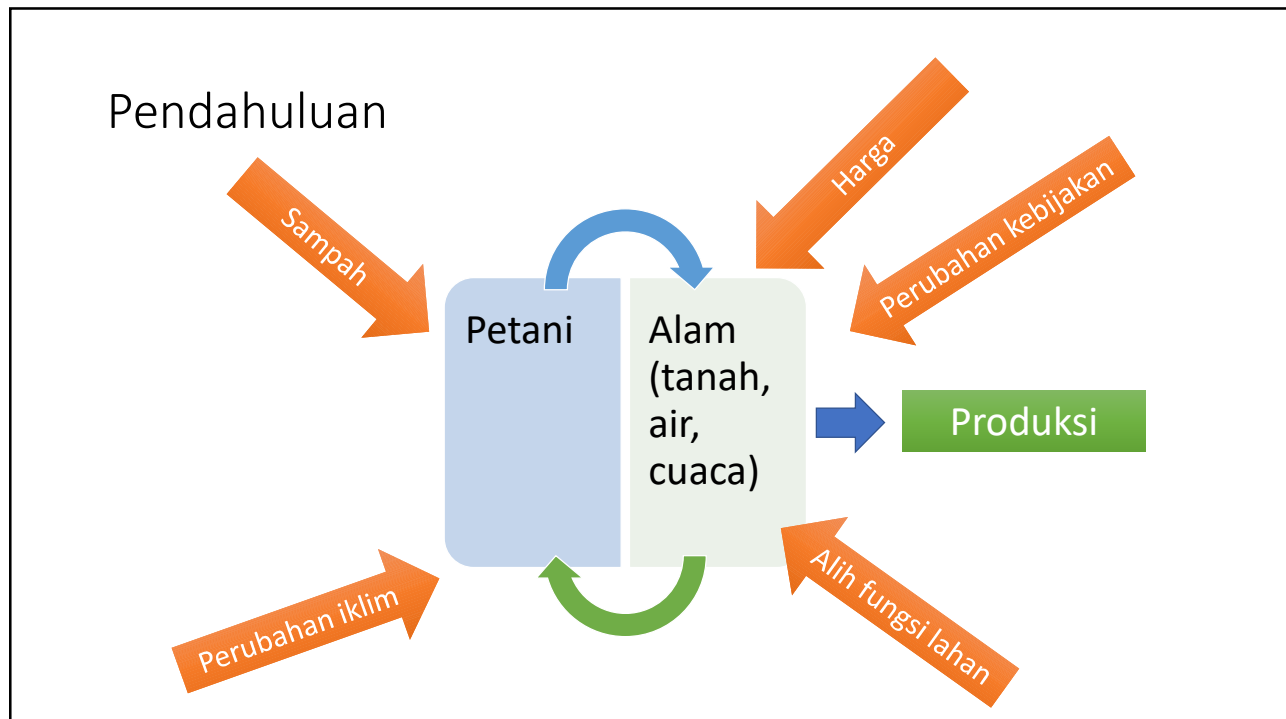 Pendahuluan
Sampah
Harga
Perubahan kebijakan
Petani
Alam
(tanah,
air,
cuaca)
Produksi
Perubahan iklim
Alih fungsi lahan